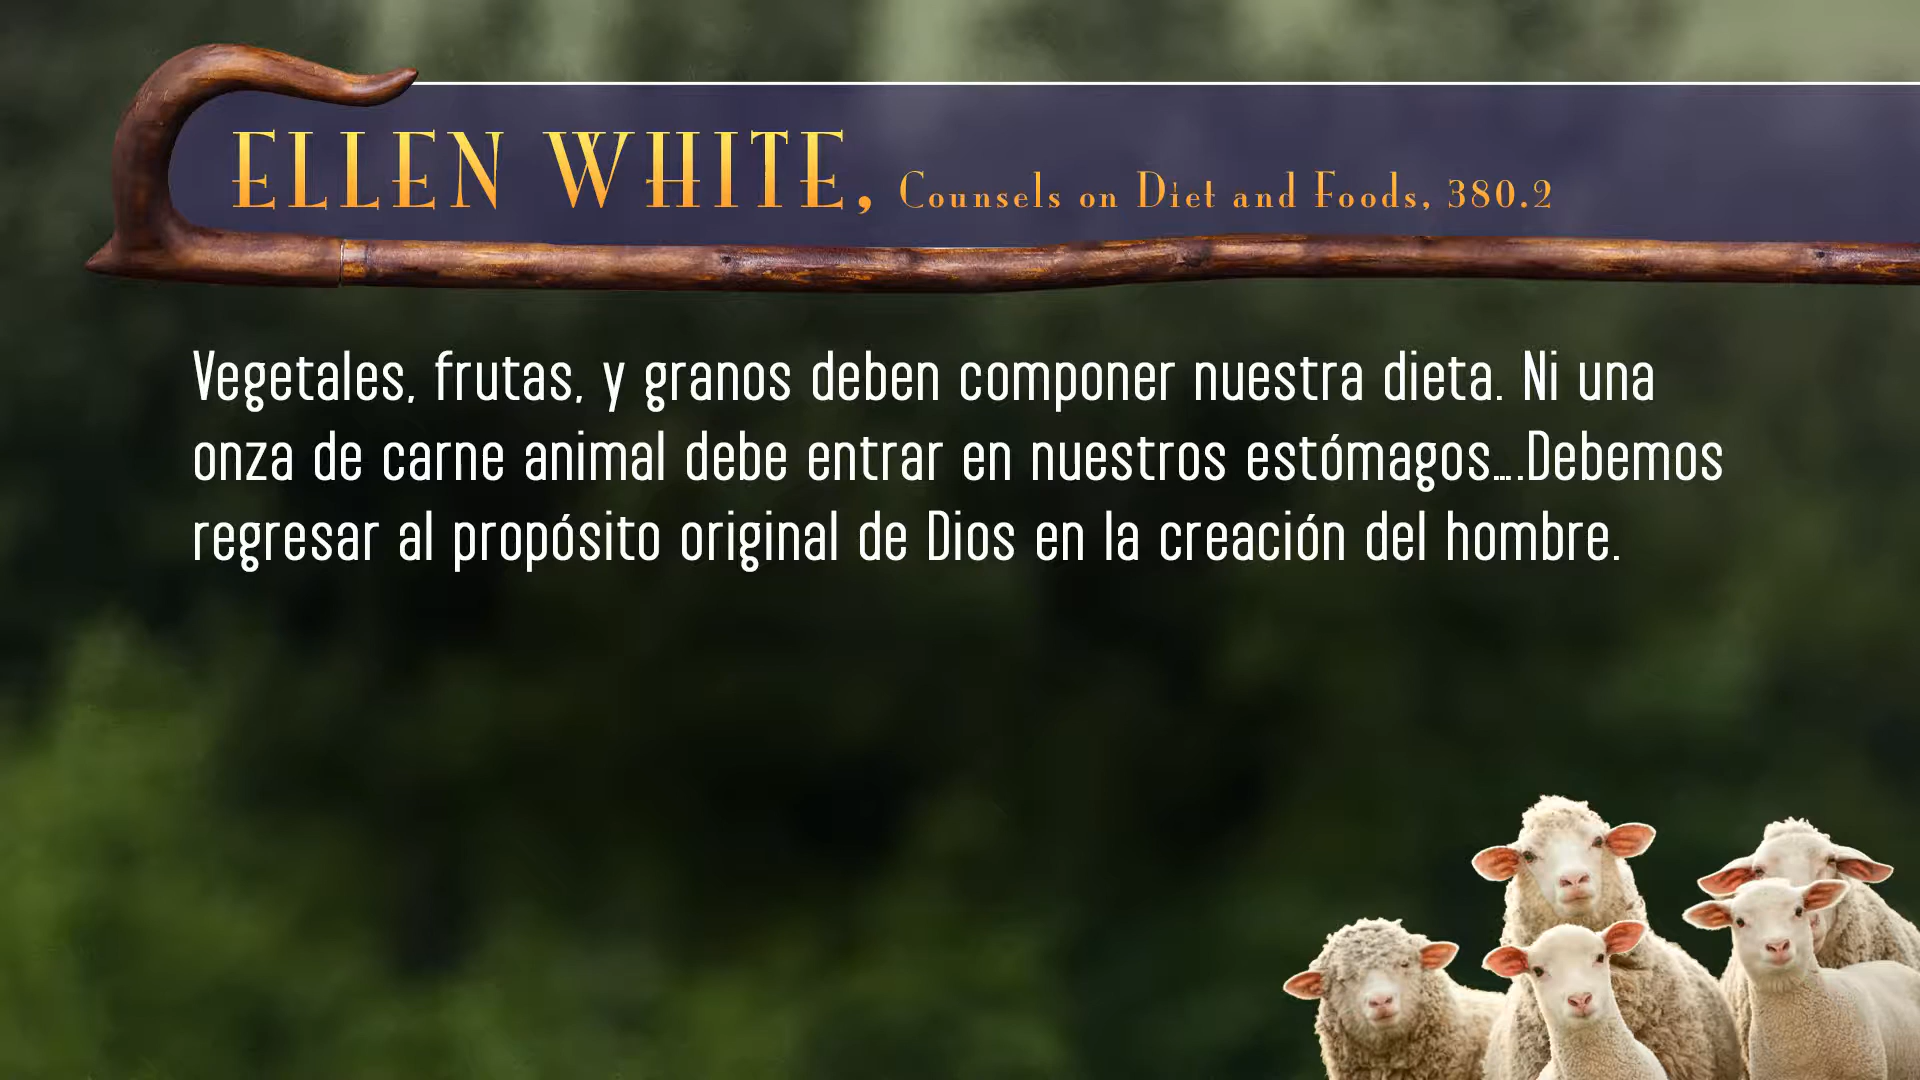 ELLEN WHITE, Counsels on Diet and Foods, 380.2
Vegetales, frutas, y granos deben componer nuestra dieta. Ni una
onza de carne animal debe entrar en nuestros estómagos….Debemos
regresar al propósito original de Dios en la creación del hombre.